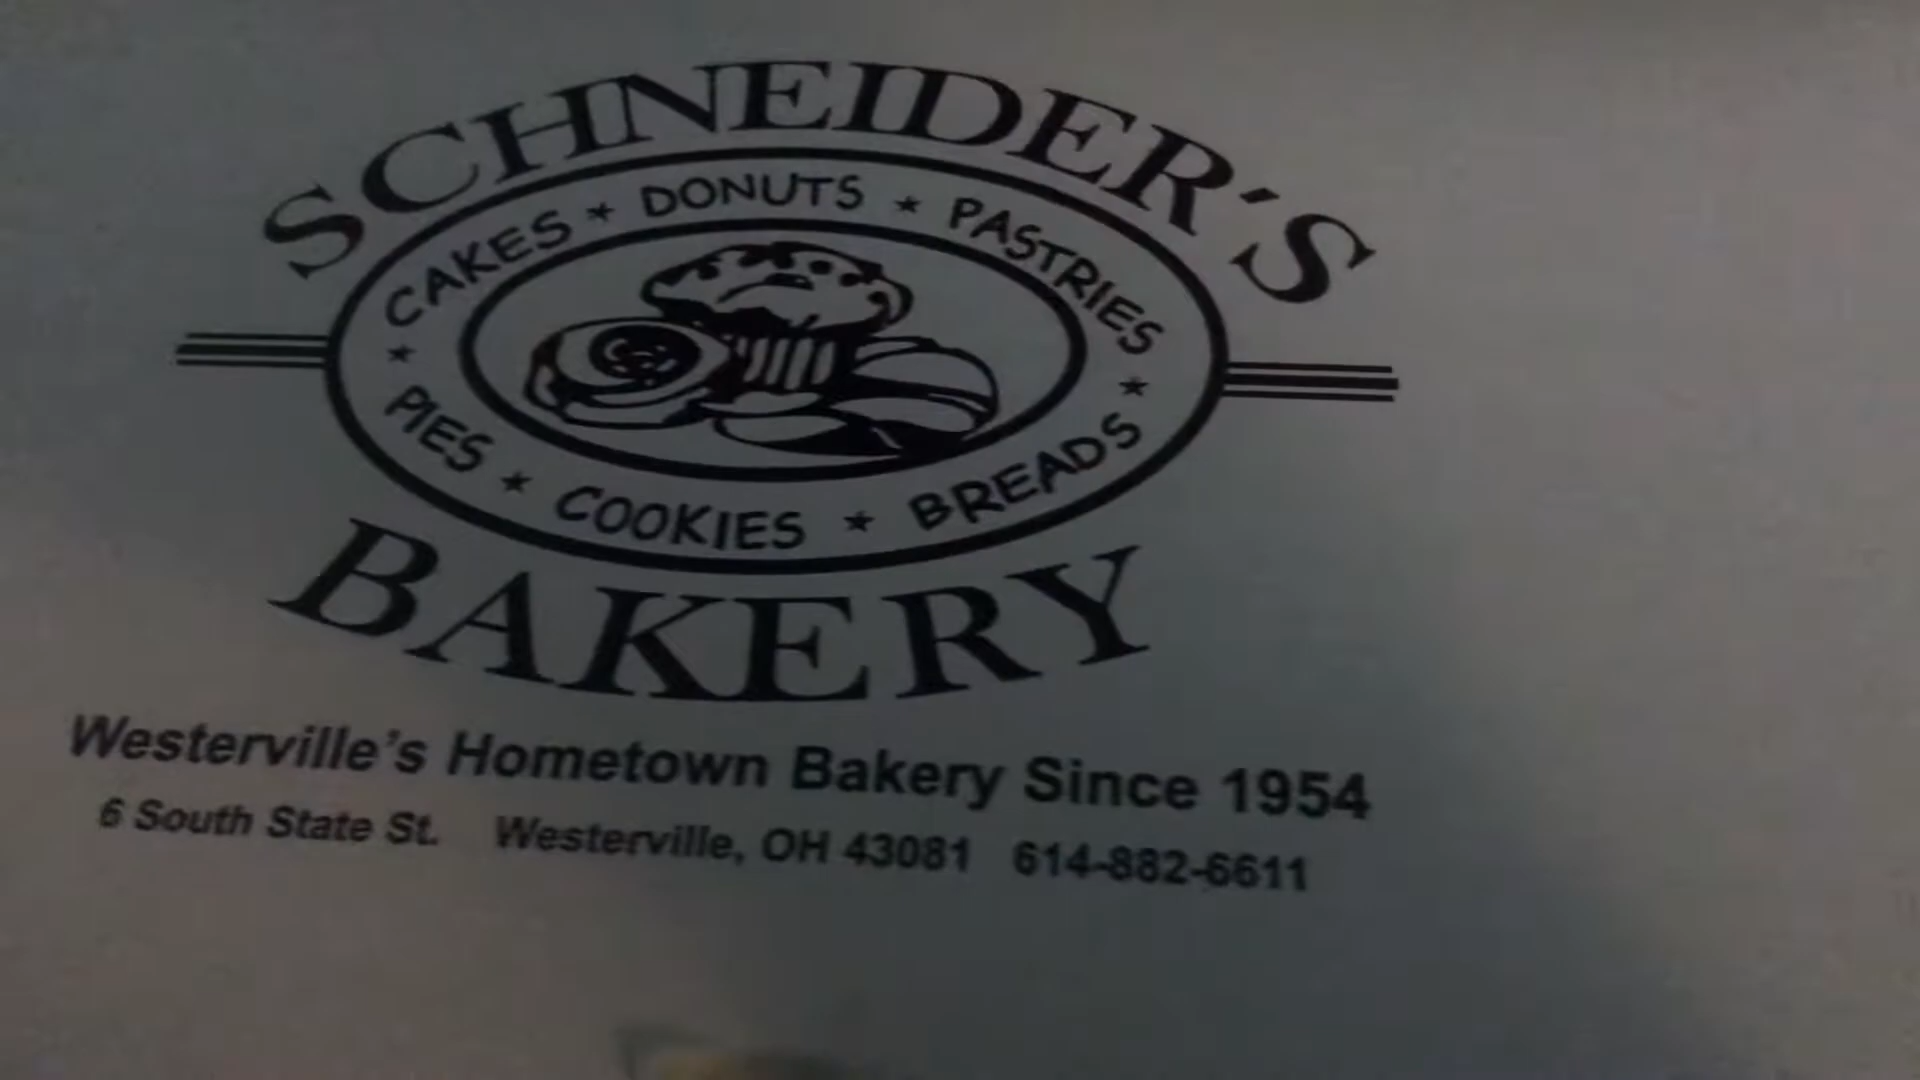 SCHNEIDER'S
CAKES * DONUTS * PASTRIES *
PIES * COOKIES * BREADS *
BAKERY
Westerville's Hometown Bakery Since 1954
6 South State St. Westerville, OH 43081 614-882-6611